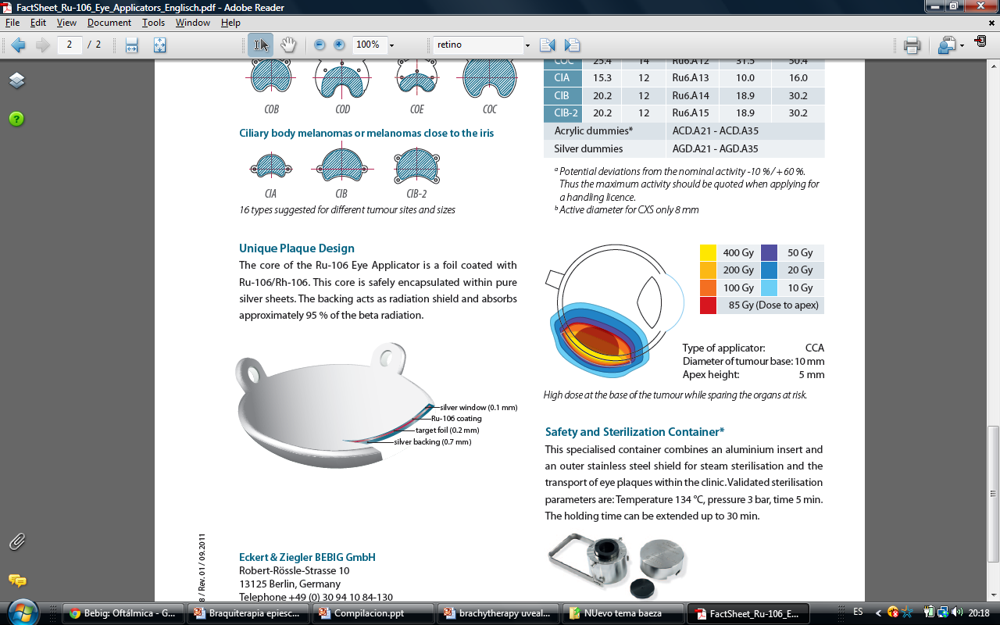 FactSheet_Ru-106_Eye_Applicators_Englisch.pdf - Adobe Reader
File Edit View Document Tools Window Help
2 / 2 100% retino
COB COD COE COC
Ciliary body melanomas or melanomas close to the iris
CIA CIB CIB-2
16 types suggested for different tumour sites and sizes
Unique Plaque Design
The core of the Ru-106 Eye Applicator is a foil coated with
Ru-106/Rh-106. This core is safely encapsulated within pure
silver sheets. The backing acts as radiation shield and absorbs
approximately 95 % of the beta radiation.
silver window (0.1 mm)
Ru-106 coating
target foil (0.2 mm)
silver backing (0.7 mm)
8 / Rev. 01 / 09.2011
Eckert & Ziegler BEBIG GmbH
Robert-Rössle-Strasse 10
13125 Berlin, Germany
Telephone +49 (0) 30 94 10 84-130
COC 25.4 14 Ru6.A12 31.5 50.4
CIA 15.3 12 Ru6.A13 10.0 16.0
CIB 20.2 12 Ru6.A14 18.9 30.2
CIB-2 20.2 12 Ru6.A15 18.9 30.2
Acrylic dummies* ACD.A21 - ACD.A35
Silver dummies AGD.A21 - AGD.A35
a Potential deviations from the nominal activity -10 % / + 60 %.
Thus the maximum activity should be quoted when applying for
a handling licence.
b Active diameter for CXS only 8 mm
400 Gy 50 Gy
200 Gy 20 Gy
100 Gy 10 Gy
85 Gy (Dose to apex)
Type of applicator: CCA
Diameter of tumour base: 10 mm
Apex height: 5 mm
High dose at the base of the tumour while sparing the organs at risk.
Safety and Sterilization Container*
This specialised container combines an aluminium insert and
an outer stainless steel shield for steam sterilisation and the
transport of eye plaques within the clinic. Validated sterilisation
parameters are: Temperature 134 °C, pressure 3 bar, time 5 min.
The holding time can be extended up to 30 min.
Bebig: Oftálmica - G... Braquiterapia epiesc... Compilacion.ppt brachytherapy uveal... NUevo tema baeza FactSheet_Ru-106_E... ES 20:18